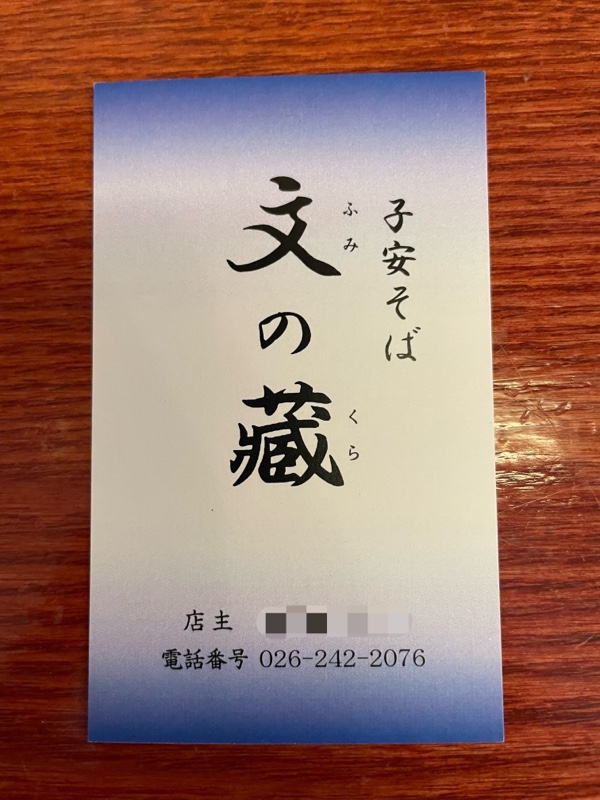 子安そば
文の藏
ふみ
くら
店主
電話番号 026-242-2076